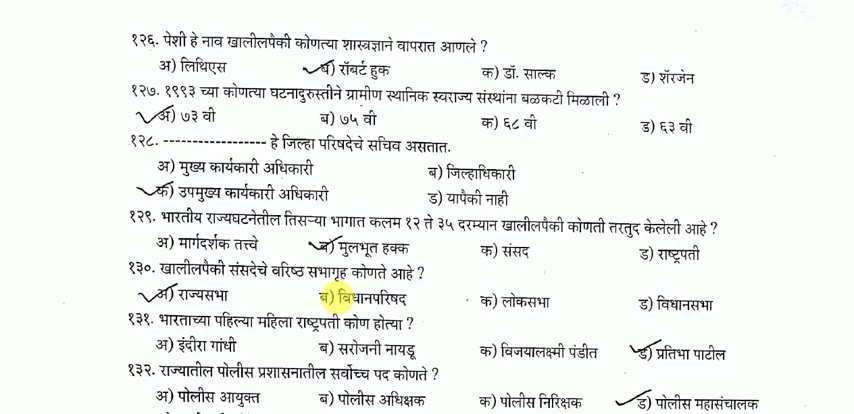 १२६. पेशी हे नाव खालीलपैकी कोणत्या शास्त्रज्ञाने वापरात आणले ?
अ) लिथिएस ब) रॉबर्ट हुक क) डॉ. साल्क ड) शॅरजेन
१२७. १९९३ च्या कोणत्या घटनादुरुस्तीने ग्रामीण स्थानिक स्वराज्य संस्थांना बळकटी मिळाली ?
अ) ७३ वी ब) ७५ वी क) ६८ वी ड) ६३ वी
१२८. ------------------ हे जिल्हा परिषदेचे सचिव असतात.
अ) मुख्य कार्यकारी अधिकारी ब) जिल्हाधिकारी
क) उपमुख्य कार्यकारी अधिकारी ड) यापैकी नाही
१२९. भारतीय राज्यघटनेतील तिसऱ्या भागात कलम १२ ते ३५ दरम्यान खालीलपैकी कोणती तरतुद केलेली आहे ?
अ) मार्गदर्शक तत्त्वे ब) मुलभूत हक्क क) संसद ड) राष्ट्रपती
१३०. खालीलपैकी संसदेचे वरिष्ठ सभागृह कोणते आहे ?
अ) राज्यसभा ब) विधानपरिषद क) लोकसभा ड) विधानसभा
१३१. भारताच्या पहिल्या महिला राष्ट्रपती कोण होत्या ?
अ) इंदीरा गांधी ब) सरोजनी नायडू क) विजयालक्ष्मी पंडीत ड) प्रतिभा पाटील
१३२. राज्यातील पोलीस प्रशासनातील सर्वोच्च पद कोणते ?
अ) पोलीस आयुक्त ब) पोलीस अधिक्षक क) पोलीस निरिक्षक ड) पोलीस महासंचालक